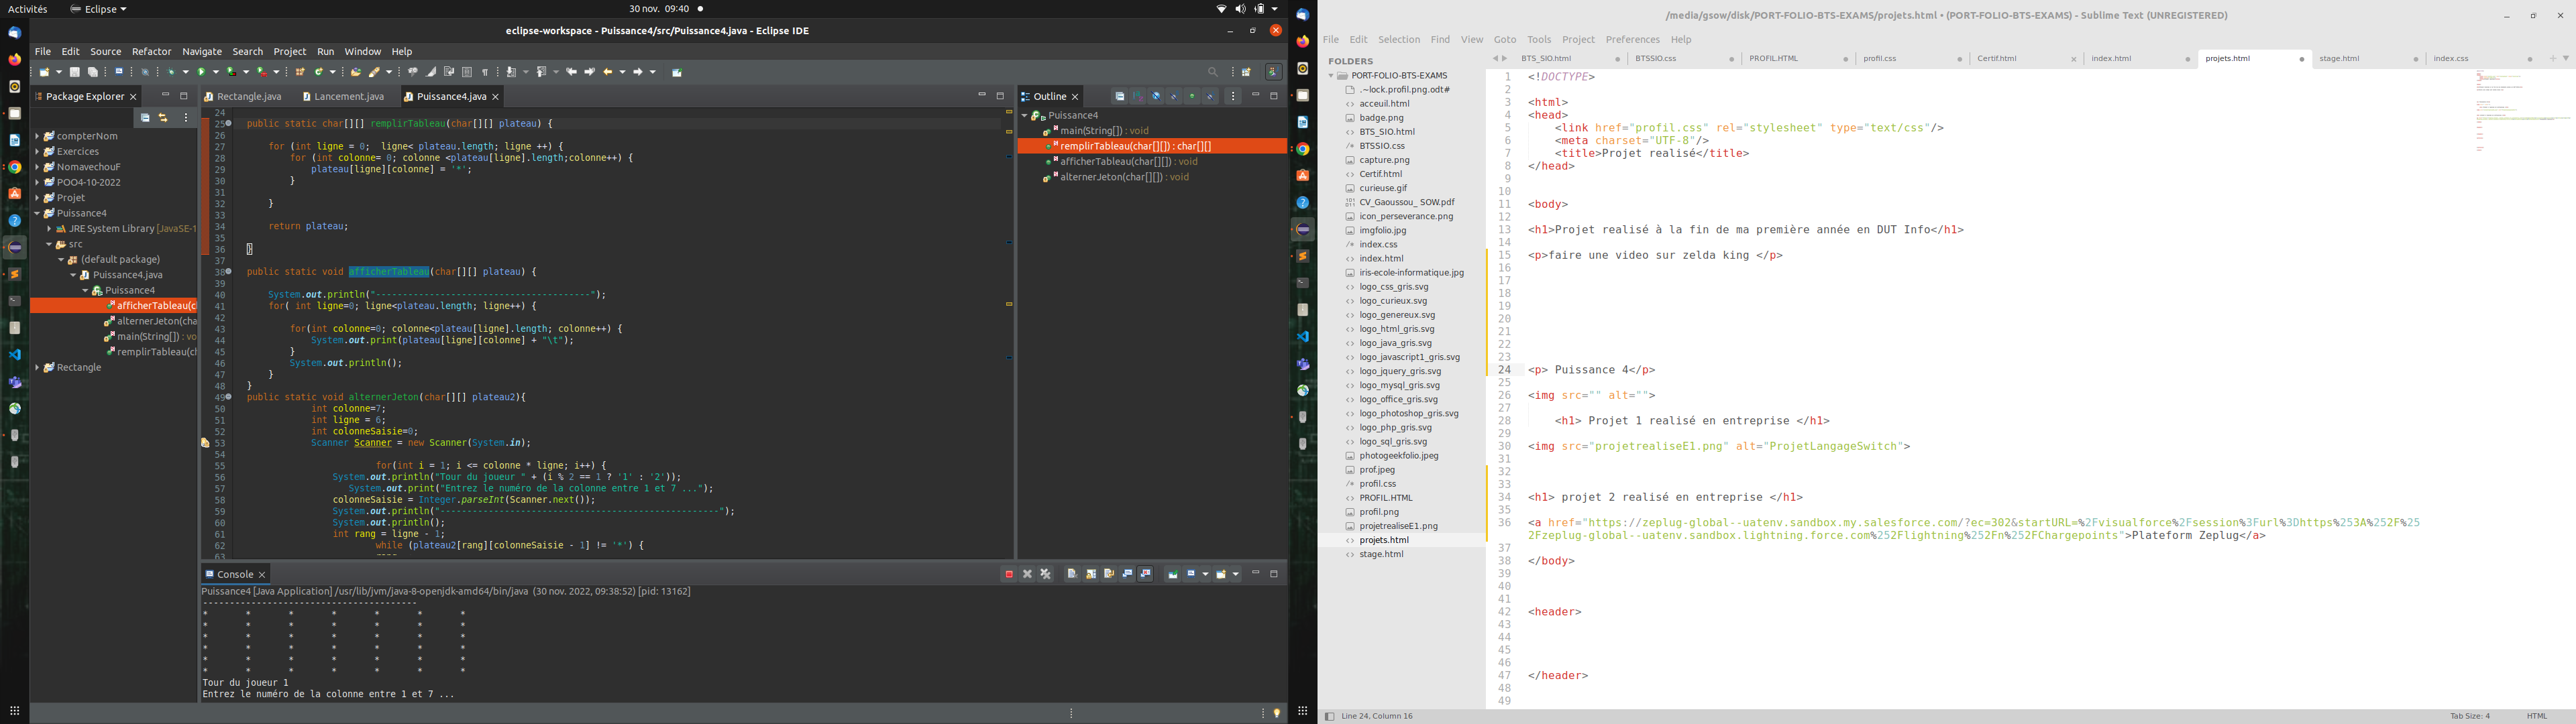 Activités
Eclipse
30 nov. 09:40
eclipse-workspace - Puissance4/src/Puissance4.java - Eclipse IDE
File Edit Source Refactor Navigate Search Project Run Window Help
Package Explorer
compterNom
Exercices
NomavechouF
POO4-10-2022
Projet
Puissance4
JRE System Library [JavaSE-1
src
(default package)
Puissance4.java
Puissance4
afficherTableau(c
alternerJeton(char
main(String[]) : vo
remplirTableau(cl
Rectangle
Rectangle.java Lancement.java Puissance4.java
24
25 public static char[][] remplirTableau(char[][] plateau) {
26
27 for (int ligne = 0; ligne< plateau.length; ligne ++) {
28 for (int colonne= 0; colonne <plateau[ligne].length;colonne++) {
29 plateau[ligne][colonne] = '*';
30 }
31
32 }
33
34 return plateau;
35
36 }
37
38 public static void afficherTableau(char[][] plateau) {
39
40 System.out.println("----------------------------------------");
41 for( int ligne=0; ligne<plateau.length; ligne++) {
42
43 for(int colonne=0; colonne<plateau[ligne].length; colonne++) {
44 System.out.print(plateau[ligne][colonne] + "\t");
45 }
46 System.out.println();
47 }
48 }
49 public static void alternerJeton(char[][] plateau2){
50 int colonne=7;
51 int ligne = 6;
52 int colonneSaisie=0;
53 Scanner Scanner = new Scanner(System.in);
54
55 for(int i = 1; i <= colonne * ligne; i++) {
56 System.out.println("Tour du joueur " + (i % 2 == 1 ? '1' : '2'));
57 System.out.print("Entrez le numéro de la colonne entre 1 et 7 ...");
58 colonneSaisie = Integer.parseInt(Scanner.next());
59 System.out.println("----------------------------------------------------");
60 System.out.println();
61 int rang = ligne - 1;
62 while (plateau2[rang][colonneSaisie - 1] != '*') {
63
Outline
Puissance4
main(String[]) : void
remplirTableau(char[][]) : char[][]
afficherTableau(char[][]) : void
alternerJeton(char[][]) : void
Console
Puissance4 [Java Application] /usr/lib/jvm/java-8-openjdk-amd64/bin/java (30 nov. 2022, 09:38:52) [pid: 13162]
----------------------------------------
* * * * * * *
* * * * * * *
* * * * * * *
* * * * * * *
* * * * * * *
* * * * * * *
Tour du joueur 1
Entrez le numéro de la colonne entre 1 et 7 ...
/media/gsow/disk/PORT-FOLIO-BTS-EXAMS/projets.html • (PORT-FOLIO-BTS-EXAMS) - Sublime Text (UNREGISTERED)
File Edit Selection Find View Goto Tools Project Preferences Help
BTS_SIO.html BTSSIO.css PROFIL.HTML profil.css Certif.html index.html projets.html stage.html index.css
FOLDERS
PORT-FOLIO-BTS-EXAMS
.~lock.profil.png.odt#
acceuil.html
badge.png
BTS_SIO.html
BTSSIO.css
capture.png
Certif.html
curieuse.gif
CV_Gaoussou_ SOW.pdf
icon_perseverance.png
imgfolio.jpg
index.css
index.html
iris-ecole-informatique.jpg
logo_css_gris.svg
logo_curieux.svg
logo_genereux.svg
logo_html_gris.svg
logo_java_gris.svg
logo_javascript1_gris.svg
logo_jquery_gris.svg
logo_mysql_gris.svg
logo_office_gris.svg
logo_photoshop_gris.svg
logo_php_gris.svg
logo_sql_gris.svg
photogeekfolio.jpeg
prof.jpeg
profil.css
PROFIL.HTML
profil.png
projetrealiseE1.png
projets.html
stage.html
1 <!DOCTYPE>
2
3 <html>
4 <head>
5 <link href="profil.css" rel="stylesheet" type="text/css"/>
6 <meta charset="UTF-8"/>
7 <title>Projet realisé</title>
8 </head>
9
10
11 <body>
12
13 <h1>Projet realisé à la fin de ma première année en DUT Info</h1>
14
15 <p>faire une video sur zelda king </p>
16
17
18
19
20
21
22
23
24 <p> Puissance 4</p>
25
26 <img src="" alt="">
27
28 <h1> Projet 1 realisé en entreprise </h1>
29
30 <img src="projetrealiseE1.png" alt="ProjetLangageSwitch">
31
32
33
34 <h1> projet 2 realisé en entreprise </h1>
35
36 <a href="https://zeplug-global--uatenv.sandbox.my.salesforce.com/?ec=302&startURL=%2Fvisualforce%2Fsession%3Furl%3Dhttps%253A%252F%25
2Fzeplug-global--uatenv.sandbox.lightning.force.com%252Flightning%252Fn%252FChargepoints">Plateform Zeplug</a>
37
38 </body>
39
40
41
42 <header>
43
44
45
46
47 </header>
48
49
Line 24, Column 16
Tab Size: 4
HTML